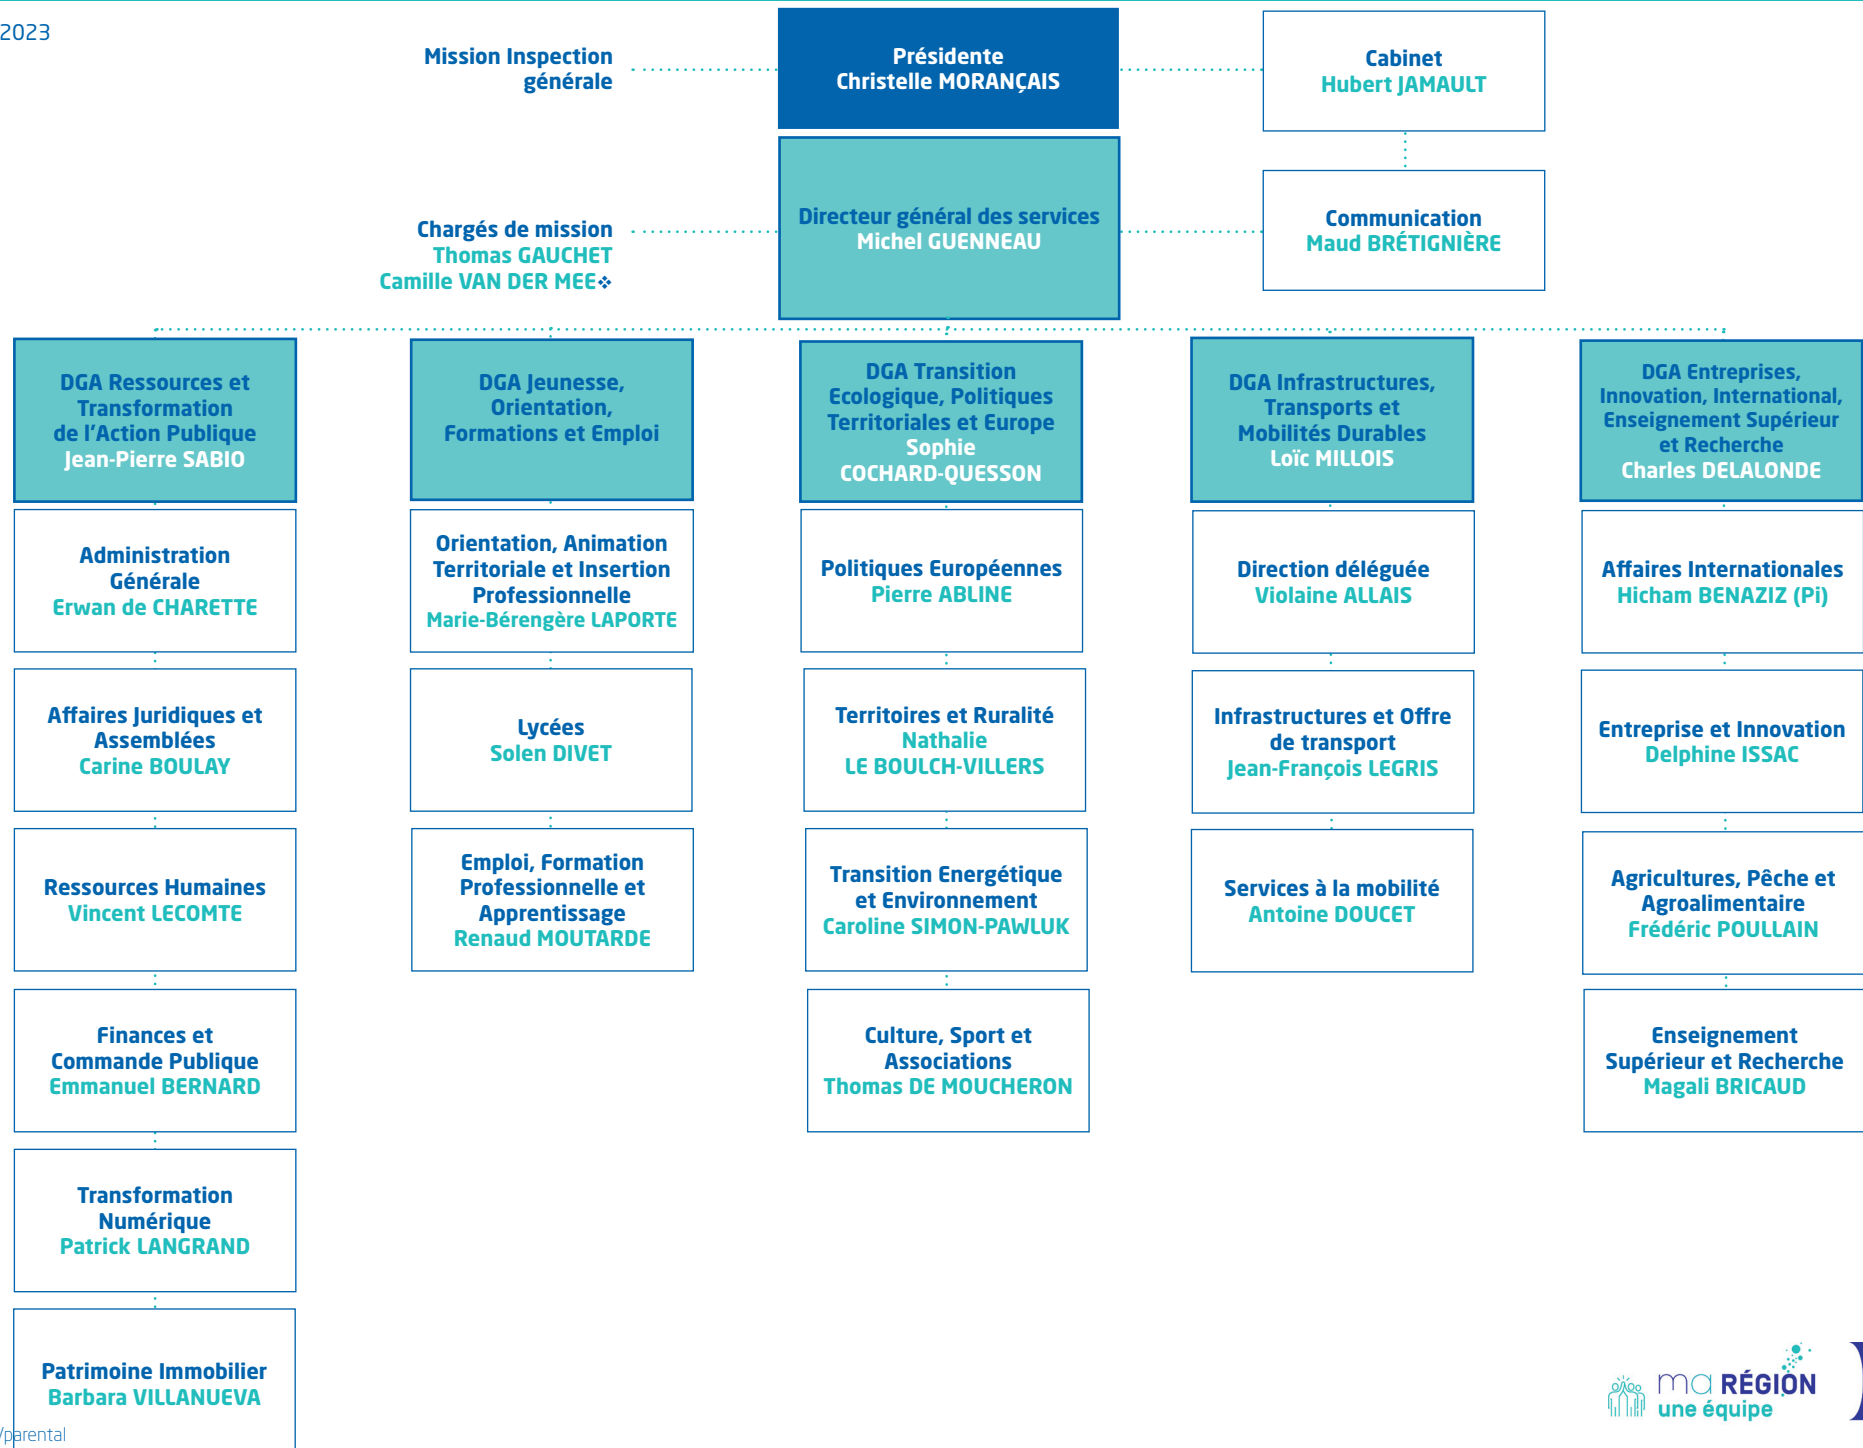 2023
Mission Inspection
générale
Présidente
Christelle MORANÇAIS
Cabinet
Hubert JAMAULT
Chargés de mission
Thomas GAUCHET
Camille VAN DER MEE❖
Directeur général des services
Michel GUENNEAU
Communication
Maud BRÉTIGNIÈRE
DGA Ressources et
Transformation
de l'Action Publique
Jean-Pierre SABIO
DGA Jeunesse,
Orientation,
Formations et Emploi
DGA Transition
Ecologique, Politiques
Territoriales et Europe
Sophie
COCHARD-QUESSON
DGA Infrastructures,
Transports et
Mobilités Durables
Loïc MILLOIS
DGA Entreprises,
Innovation, International,
Enseignement Supérieur
et Recherche
Charles DELALONDE
Administration
Générale
Erwan de CHARETTE
Orientation, Animation
Territoriale et Insertion
Professionnelle
Marie-Bérengère LAPORTE
Politiques Européennes
Pierre ABLINE
Direction déléguée
Violaine ALLAIS
Affaires Internationales
Hicham BENAZIZ (Pi)
Affaires Juridiques et
Assemblées
Carine BOULAY
Lycées
Solen DIVET
Territoires et Ruralité
Nathalie
LE BOULCH-VILLERS
Infrastructures et Offre
de transport
Jean-François LEGRIS
Entreprise et Innovation
Delphine ISSAC
Ressources Humaines
Vincent LECOMTE
Emploi, Formation
Professionnelle et
Apprentissage
Renaud MOUTARDE
Transition Energétique
et Environnement
Caroline SIMON-PAWLUK
Services à la mobilité
Antoine DOUCET
Agricultures, Pêche et
Agroalimentaire
Frédéric POULLAIN
Finances et
Commande Publique
Emmanuel BERNARD
Culture, Sport et
Associations
Thomas DE MOUCHERON
Enseignement
Supérieur et Recherche
Magali BRICAUD
Transformation
Numérique
Patrick LANGRAND
Patrimoine Immobilier
Barbara VILLANUEVA
/parental
ma RÉGION
une équipe